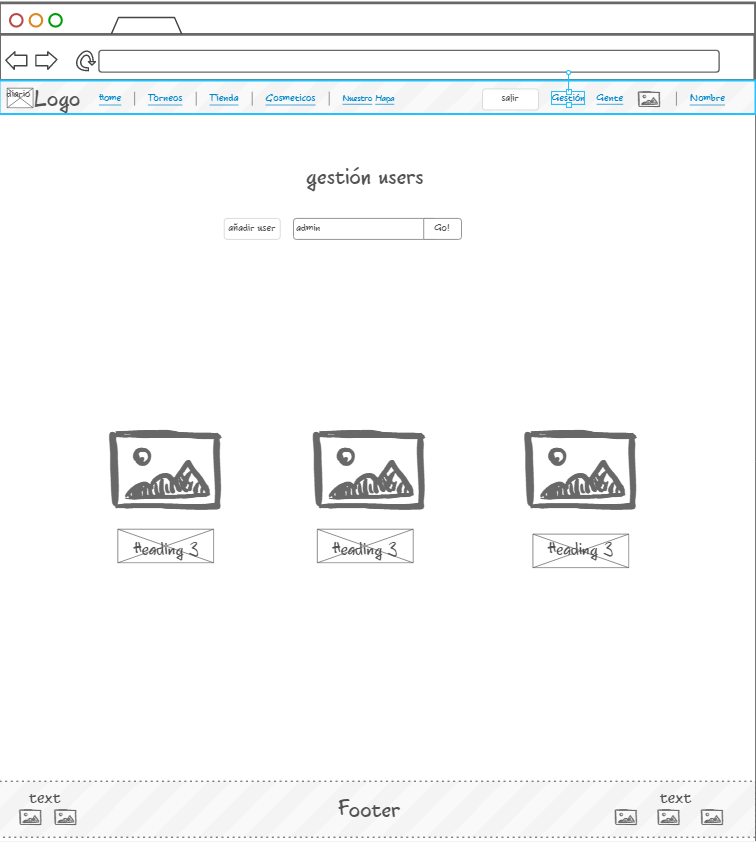 diario Logo Home Torneos Tienda Cosmeticos Nuestro Mapa salir Gestión Gente Nombre
gestión users
añadir user admin Go!
Heading 3 Heading 3 Heading 3
text Footer text